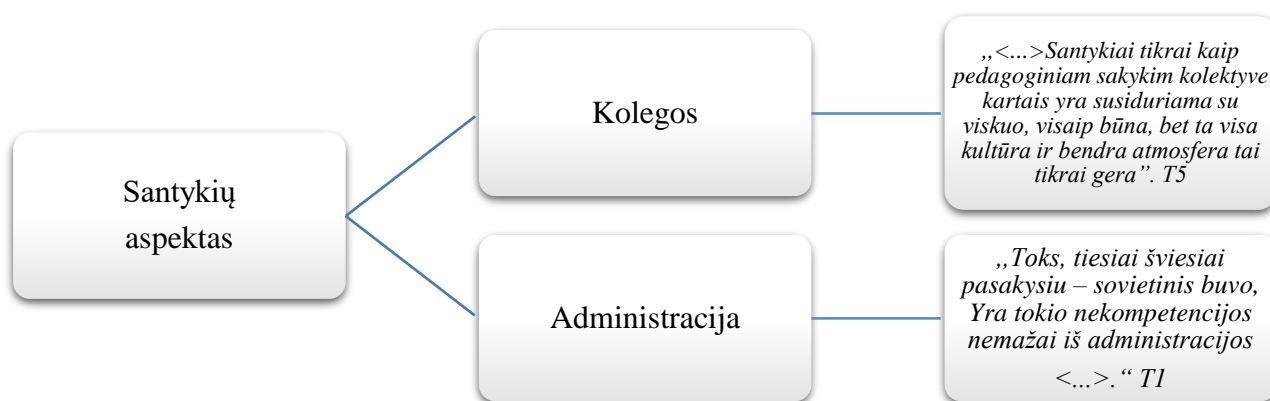 Santykių
aspektas
Kolegos
,,<...>Santykiai tikrai kaip
pedagoginiam sakykim kolektyve
kartais yra susiduriama su
viskuo, visaip būna, bet ta visa
kultūra ir bendra atmosfera tai
tikrai gera”. T5
Administracija
,,Toks, tiesiai šviesiai
pasakysiu – sovietinis buvo,
Yra tokio nekompetencijos
nemažai iš administracijos
<...>.“ T1